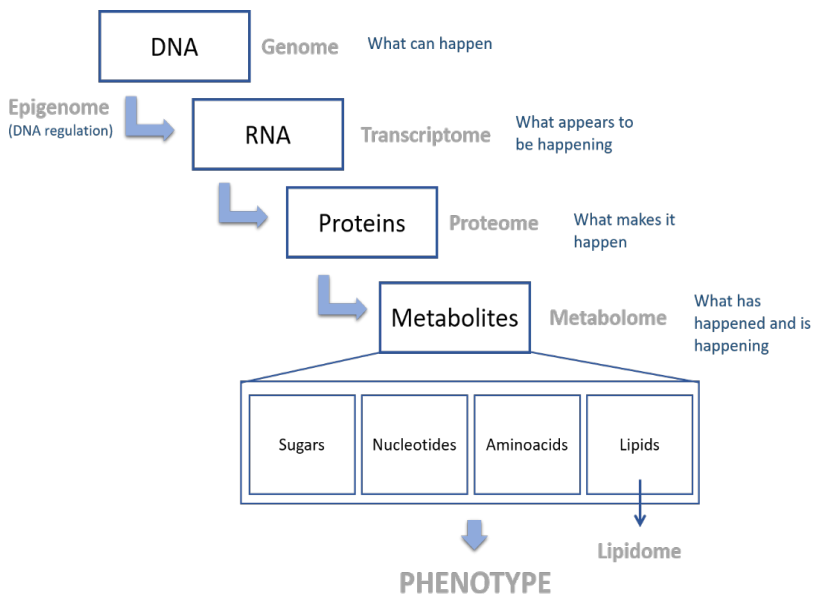 DNA
Genome
What can happen
Epigenome
(DNA regulation)
RNA
Transcriptome
What appears to
be happening
Proteins
Proteome
What makes it
happen
Metabolites
Metabolome
What has
happened and is
happening
Sugars
Nucleotides
Aminoacids
Lipids
Lipidome
PHENOTYPE